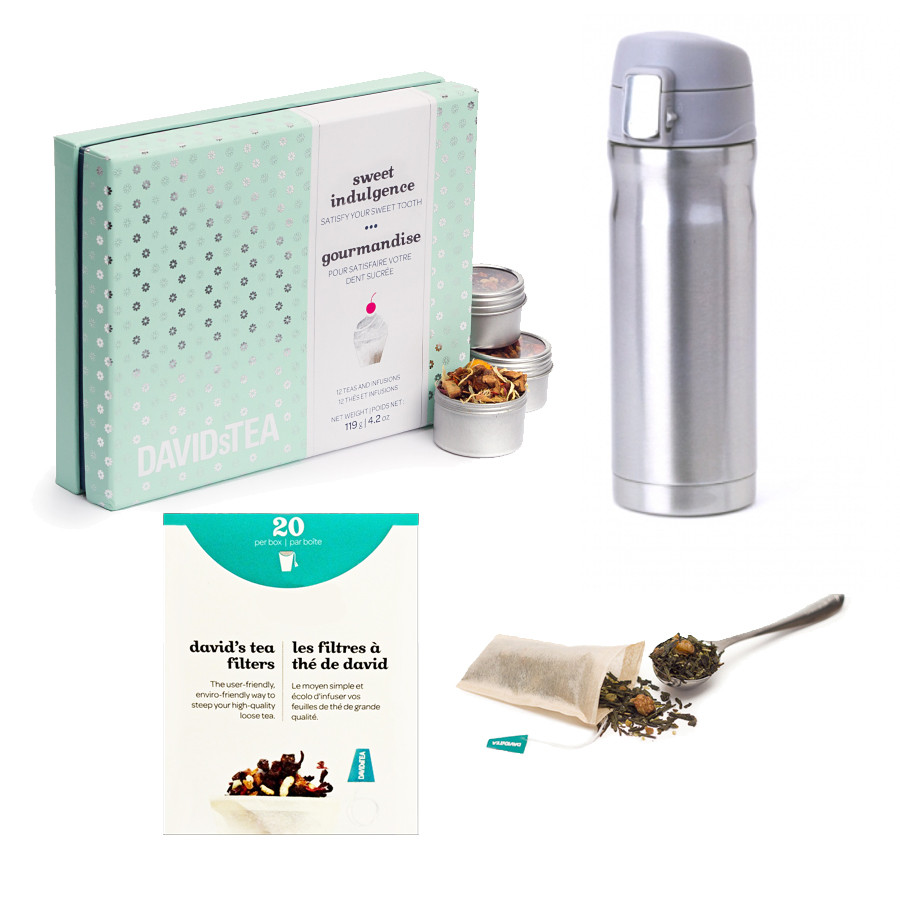 sweet
indulgence
SATISFY YOUR SWEET TOOTH
•••
gourmandise
POUR SATISFAIRE VOTRE
DENT SUCRÉE
12 TEAS AND INFUSIONS
12 THÉS ET INFUSIONS
NET WEIGHT | POIDS NET:
119 g | 4.2 oz
DAVIDsTEA
20
per box | par boîte
david's tea
filters
The user-friendly,
enviro-friendly way to
steep your high-quality
loose tea.
les filtres à
thé de david
Le moyen simple et
écolo d'infuser vos
feuilles de thé de grande
qualité.
DAVIDsTEA
DAVIDsTEA